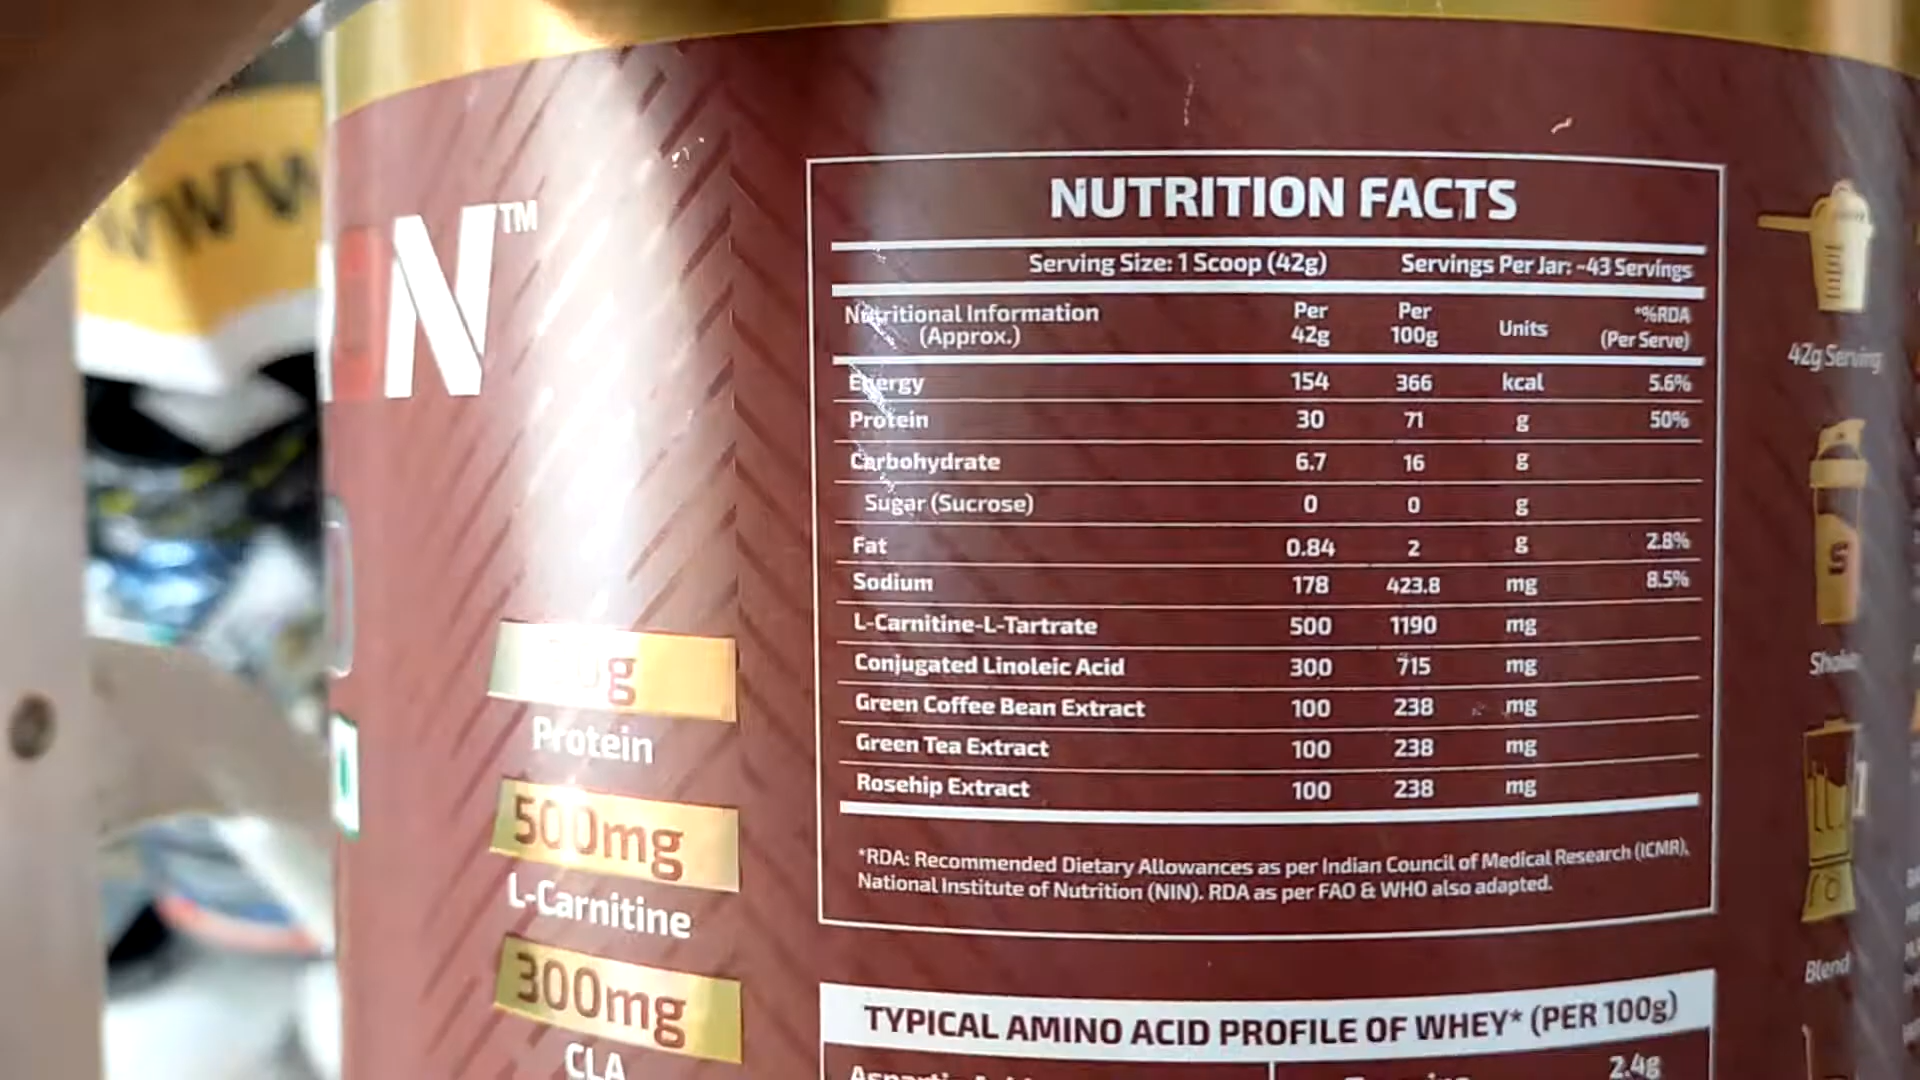 WWW
N™
NUTRITION FACTS
Serving Size: 1 Scoop (42g) Servings Per Jar: ~43 Servings
Nutritional Information (Approx.) Per 42g Per 100g Units *%RDA (Per Serve)
Energy 154 366 kcal 5.6%
Protein 30 71 g 50%
Carbohydrate 6.7 16 g
Sugar (Sucrose) 0 0 g
Fat 0.84 2 g 2.8%
Sodium 178 423.8 mg 8.5%
L-Carnitine-L-Tartrate 500 1190 mg
Conjugated Linoleic Acid 300 715 mg
Green Coffee Bean Extract 100 238 mg
Green Tea Extract 100 238 mg
Rosehip Extract 100 238 mg
*RDA: Recommended Dietary Allowances as per Indian Council of Medical Research (ICMR),
National Institute of Nutrition (NIN). RDA as per FAO & WHO also adapted.
TYPICAL AMINO ACID PROFILE OF WHEY* (PER 100g)
2.4g
Protein
500mg
L-Carnitine
300mg
CLA
42g Serving
Blend